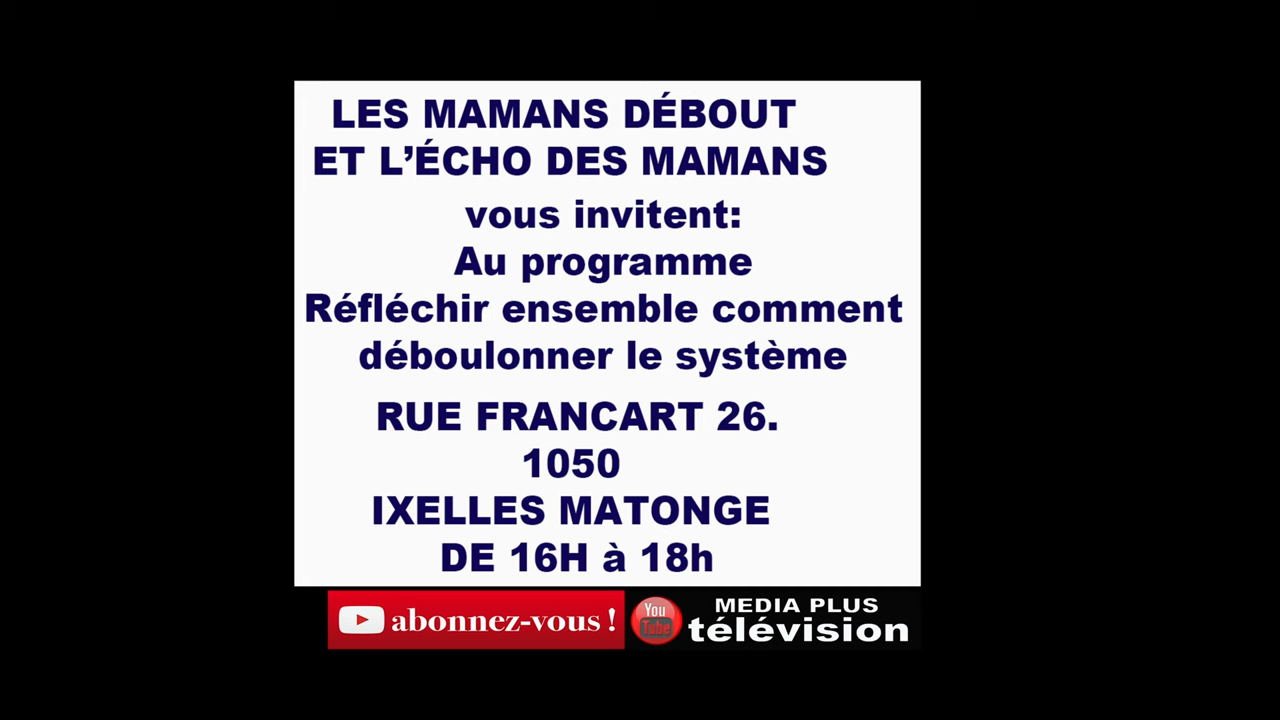 LES MAMANS DÉBOUT
ET L’ÉCHO DES MAMANS
vous invitent:
Au programme
Réfléchir ensemble comment
déboulonner le système
RUE FRANCART 26.
1050
IXELLES MATONGE
DE 16H à 18h
abonnez-vous !
You
Tube
MEDIA PLUS
télévision